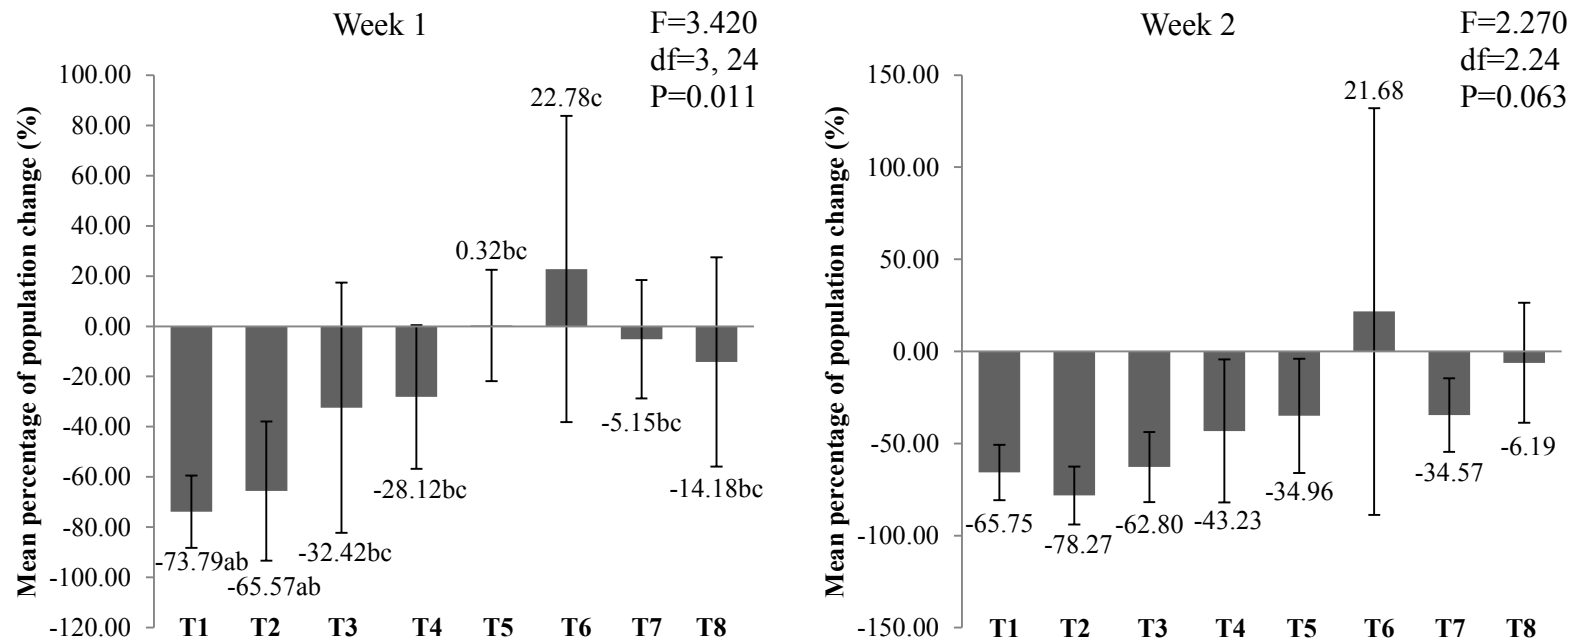 Week 1
F=3.420
df=3, 24
P=0.011
Mean percentage of population change (%)
100.00
80.00
60.00
40.00
20.00
0.00
-20.00
-40.00
-60.00
-80.00
-100.00
-120.00
-73.79ab
-65.57ab
-32.42bc
-28.12bc
0.32bc
22.78c
-5.15bc
-14.18bc
T1 T2 T3 T4 T5 T6 T7 T8
Week 2
F=2.270
df=2.24
P=0.063
Mean percentage of population change (%)
150.00
100.00
50.00
0.00
-50.00
-100.00
-150.00
-65.75
-78.27
-62.80
-43.23
-34.96
21.68
-34.57
-6.19
T1 T2 T3 T4 T5 T6 T7 T8